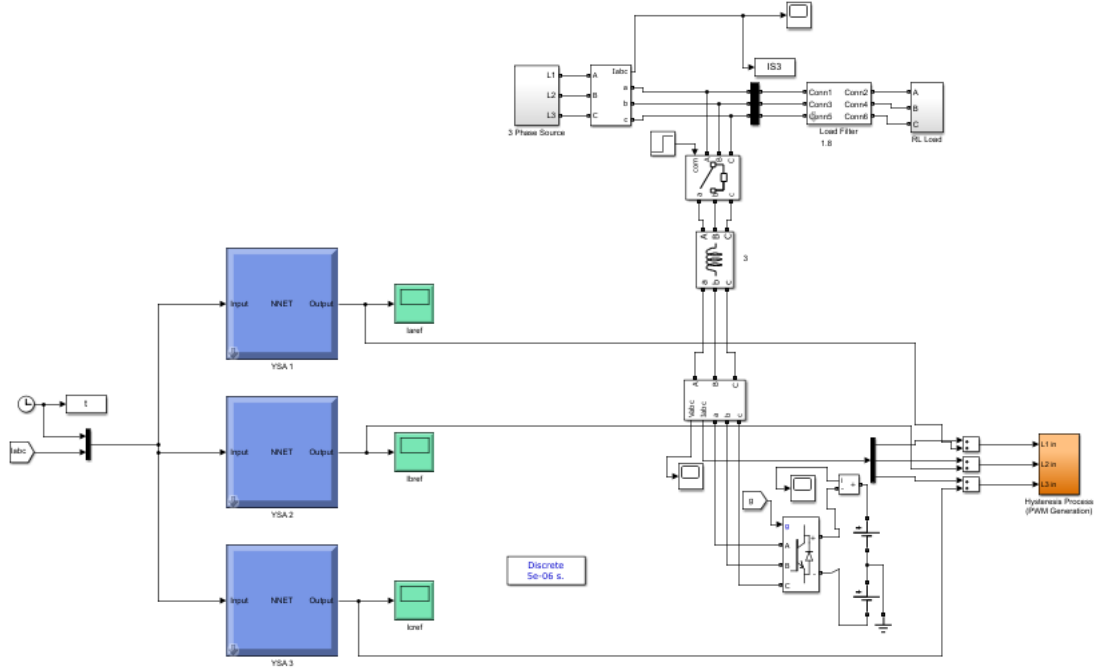 Iabc
L1
L2
L3
A
B
C
a
b
c
3 Phase Source
IS3
Conn1
Conn3
Conn5
Conn2
Conn4
Conn6
Load Filter
1.8
A
B
C
RL Load
com
A
B
C
a
b
c
A
B
C
a
b
c
3
Input
NNET
Output
YSA 1
Iaref
A
B
C
Vabc
Iabc
a
b
c
t
Iabc
Input
NNET
Output
YSA 2
Ibref
L1 in
L2 in
L3 in
Hysteresis Process
(PWM Generation)
i
+
-
g
g
A
B
C
+
-
Discrete
5e-06 s.
Input
NNET
Output
YSA 3
Icref